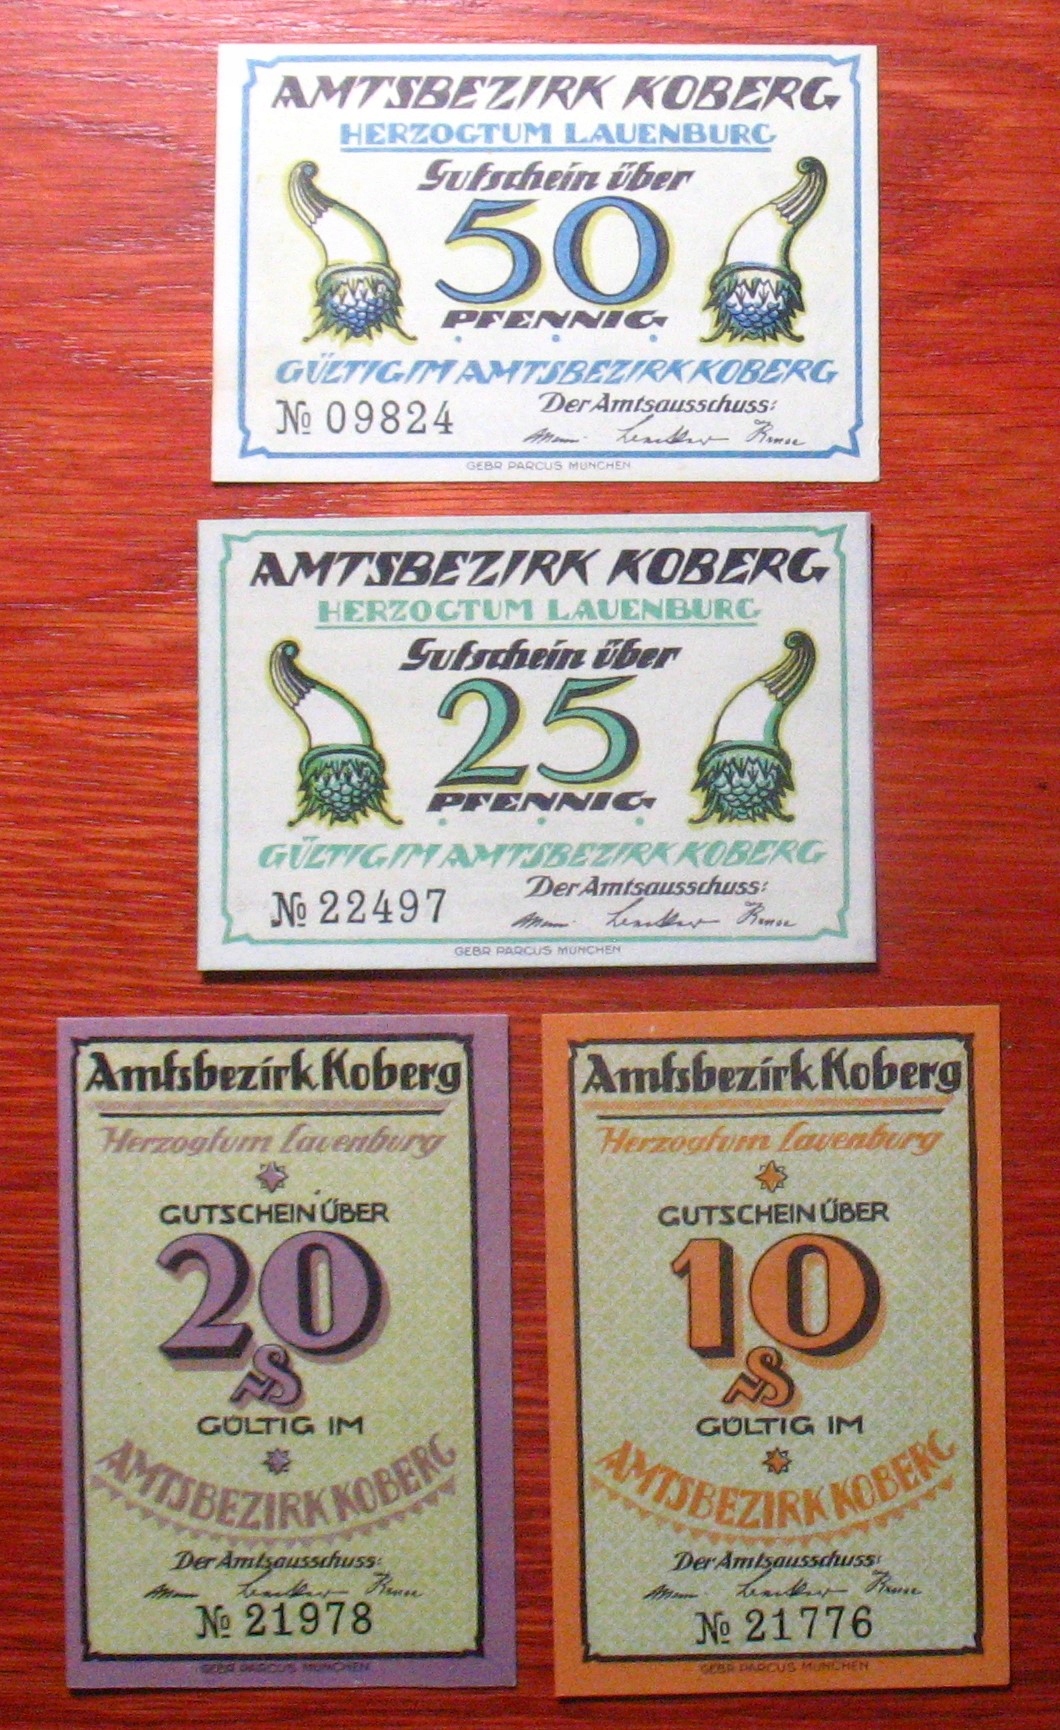 AMTSBEZIRK KOBERG
HERZOGTUM LAUENBURG
Gutschein über
50
PFENNIG
GÜLTIG IM AMTSBEZIRK KOBERG
Der Amtsausschuss:
№ 09824
GEBR PARCUS MÜNCHEN
AMTSBEZIRK KOBERG
HERZOGTUM LAUENBURG
Gutschein über
25
PFENNIG
GÜLTIG IM AMTSBEZIRK KOBERG
Der Amtsausschuss:
№ 22497
GEBR PARCUS MÜNCHEN
Amtsbezirk Koberg
Herzogtum Lauenburg
GUTSCHEIN ÜBER
20
₰
GÜLTIG IM
AMTSBEZIRK KOBERG
Der Amtsausschuss:
№ 21978
GEBR PARCUS MÜNCHEN
Amtsbezirk Koberg
Herzogtum Lauenburg
GUTSCHEIN ÜBER
10
₰
GÜLTIG IM
AMTSBEZIRK KOBERG
Der Amtsausschuss:
№ 21776
GEBR PARCUS MÜNCHEN